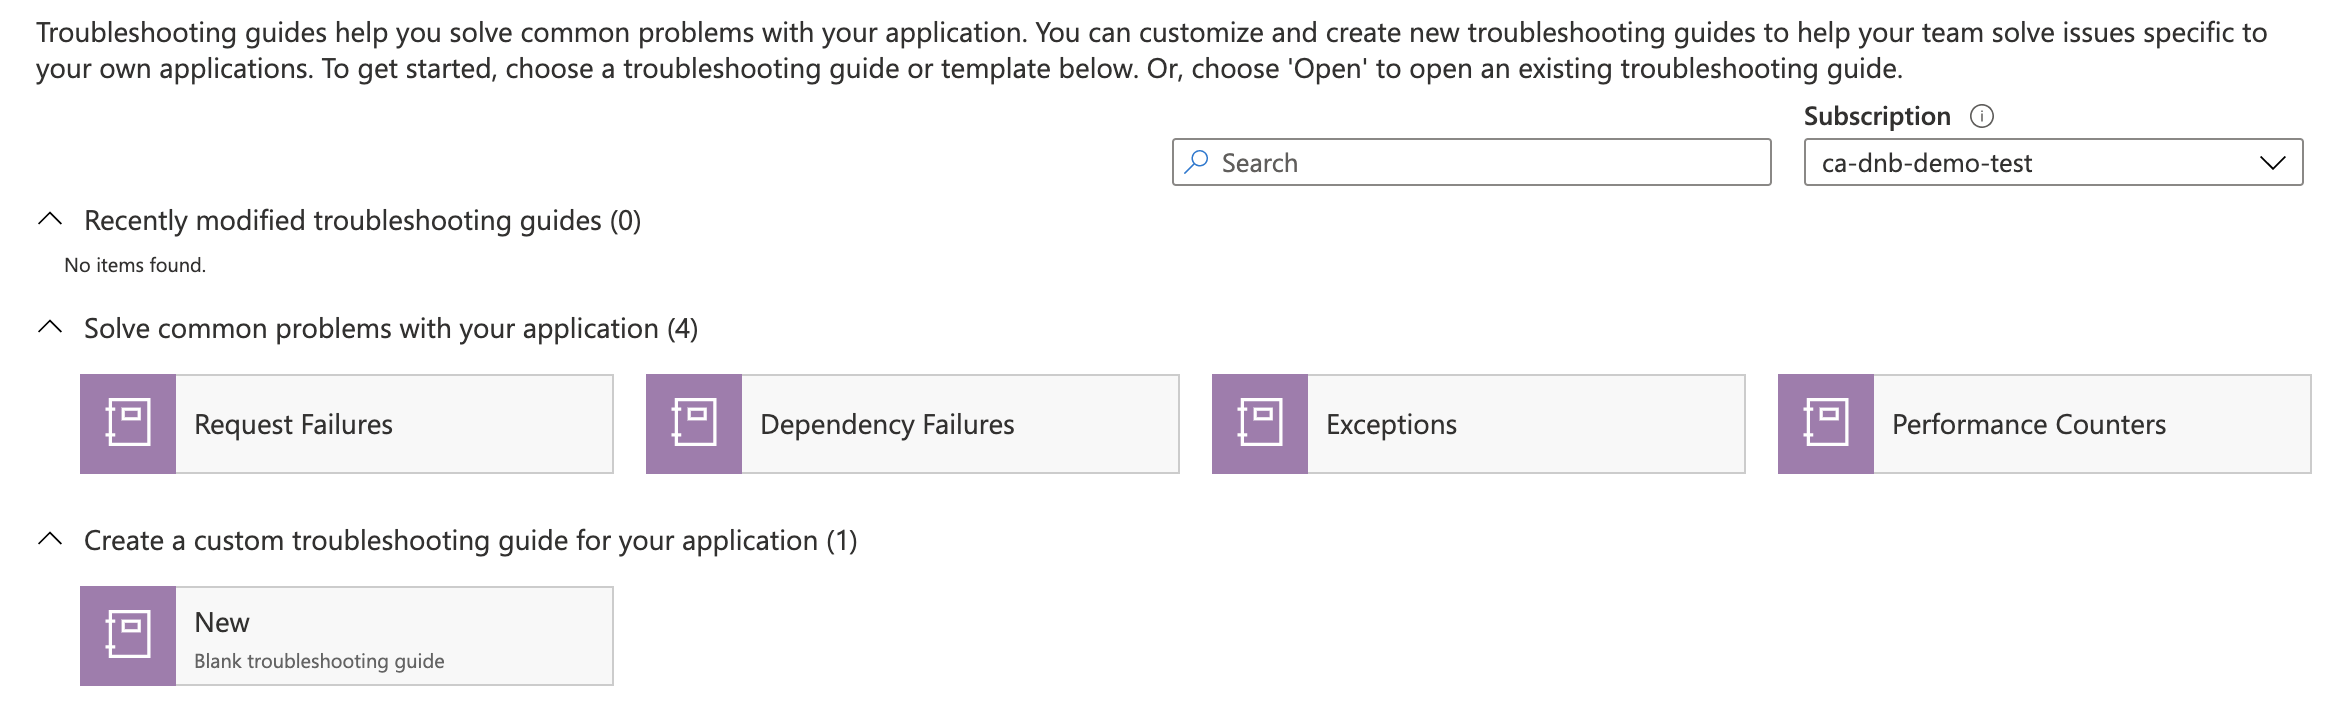 Troubleshooting guides help you solve common problems with your application. You can customize and create new troubleshooting guides to help your team solve issues specific to
your own applications. To get started, choose a troubleshooting guide or template below. Or, choose 'Open' to open an existing troubleshooting guide.
Subscription
Search
ca-dnb-demo-test
Recently modified troubleshooting guides (0)
No items found.
Solve common problems with your application (4)
Request Failures
Dependency Failures
Exceptions
Performance Counters
Create a custom troubleshooting guide for your application (1)
New
Blank troubleshooting guide